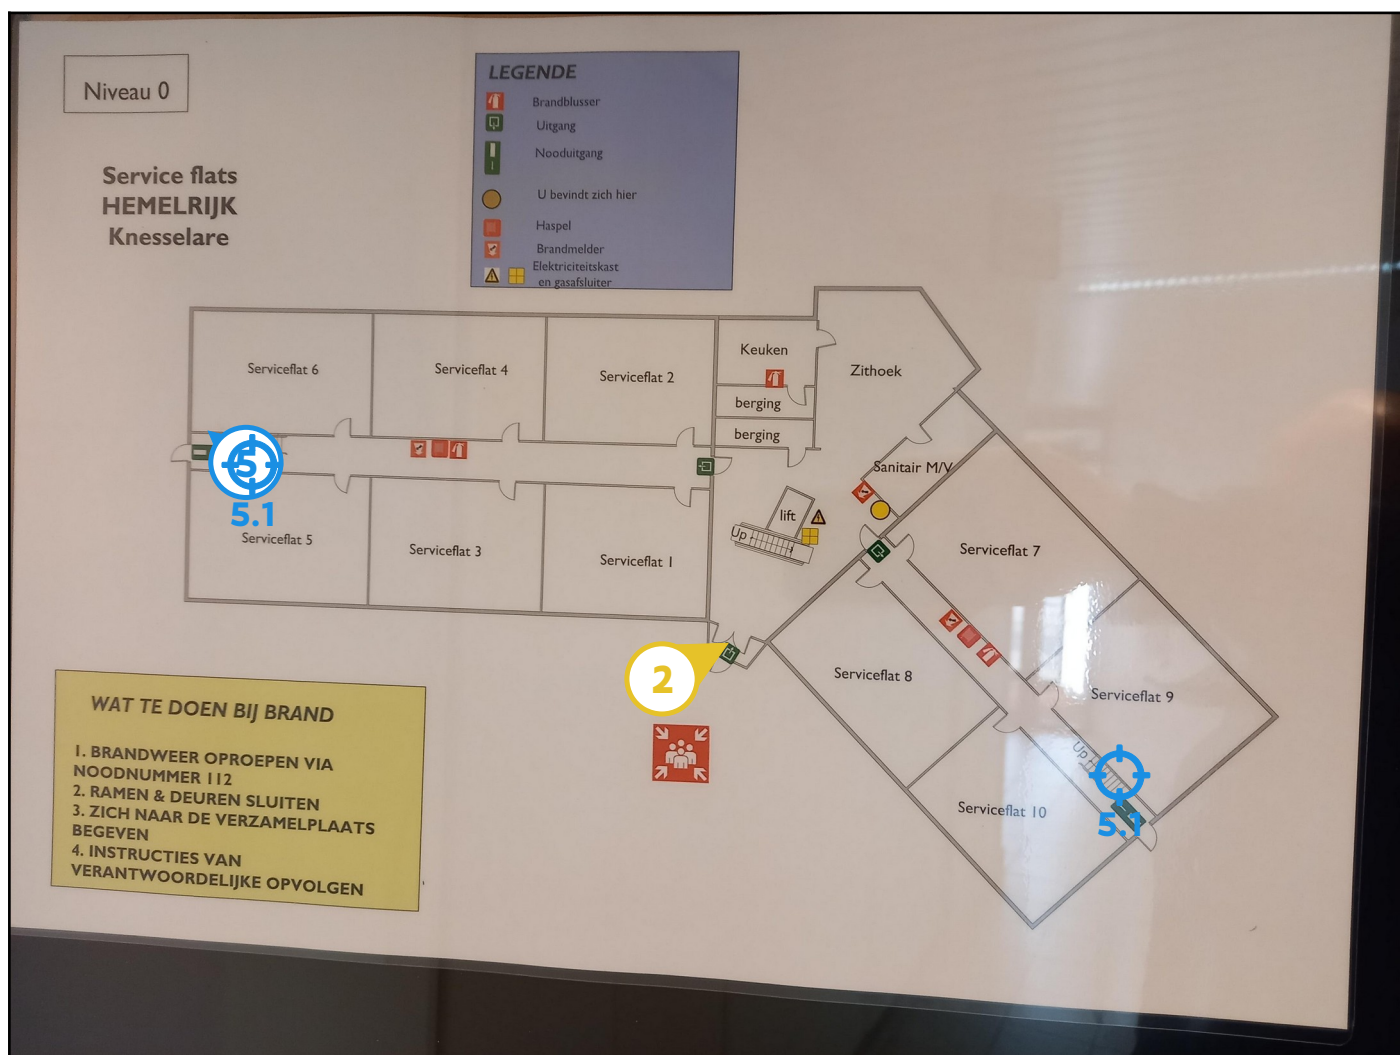 Niveau 0
Service flats
HEMELRIJK
Knesselare
LEGENDE
Brandblusser
Uitgang
Nooduitgang
U bevindt zich hier
Haspel
Brandmelder
Elektriciteitskast
en gasafsluiter
Serviceflat 6
Serviceflat 4
Serviceflat 2
Keuken
Zithoek
berging
berging
Sanitair M/V
5
5.1
Serviceflat 5
Serviceflat 3
Serviceflat 1
lift
Up
Serviceflat 7
2
Serviceflat 8
Serviceflat 9
Up
Serviceflat 10
5.1
WAT TE DOEN BIJ BRAND
1. BRANDWEER OPROEPEN VIA
NOODNUMMER 112
2. RAMEN & DEUREN SLUITEN
3. ZICH NAAR DE VERZAMELPLAATS
BEGEVEN
4. INSTRUCTIES VAN
VERANTWOORDELIJKE OPVOLGEN